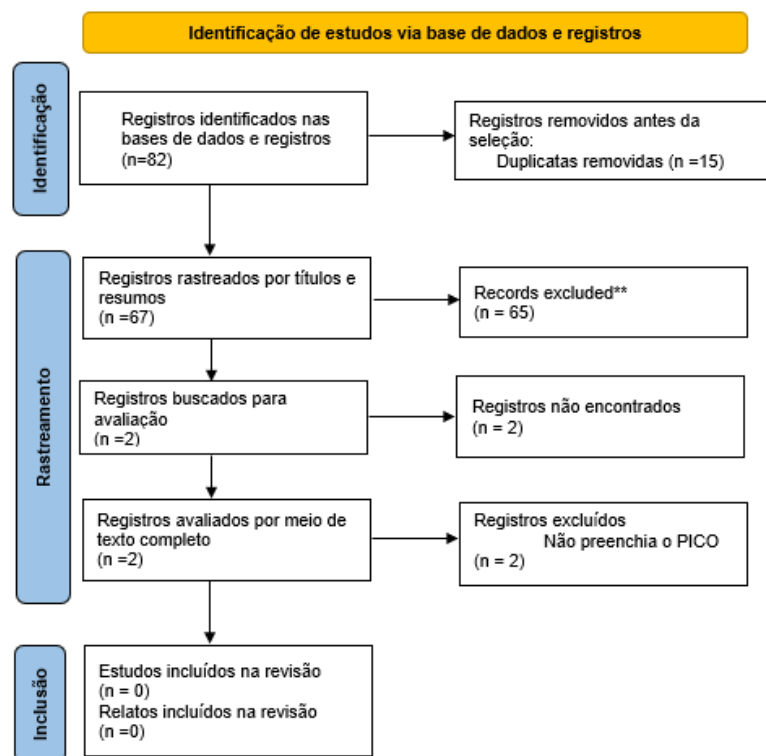 Identificação de estudos via base de dados e registros
Identificação
Registros identificados nas
bases de dados e registros
(n=82)
Registros removidos antes da
seleção:
Duplicatas removidas (n =15)
Rastreamento
Registros rastreados por títulos e
resumos
(n =67)
Records excluded**
(n = 65)
Registros buscados para
avaliação
(n =2)
Registros não encontrados
(n = 2)
Registros avaliados por meio de
texto completo
(n =2)
Registros excluídos
Não preenchia o PICO
(n = 2)
Inclusão
Estudos incluídos na revisão
(n = 0)
Relatos incluídos na revisão
(n =0)